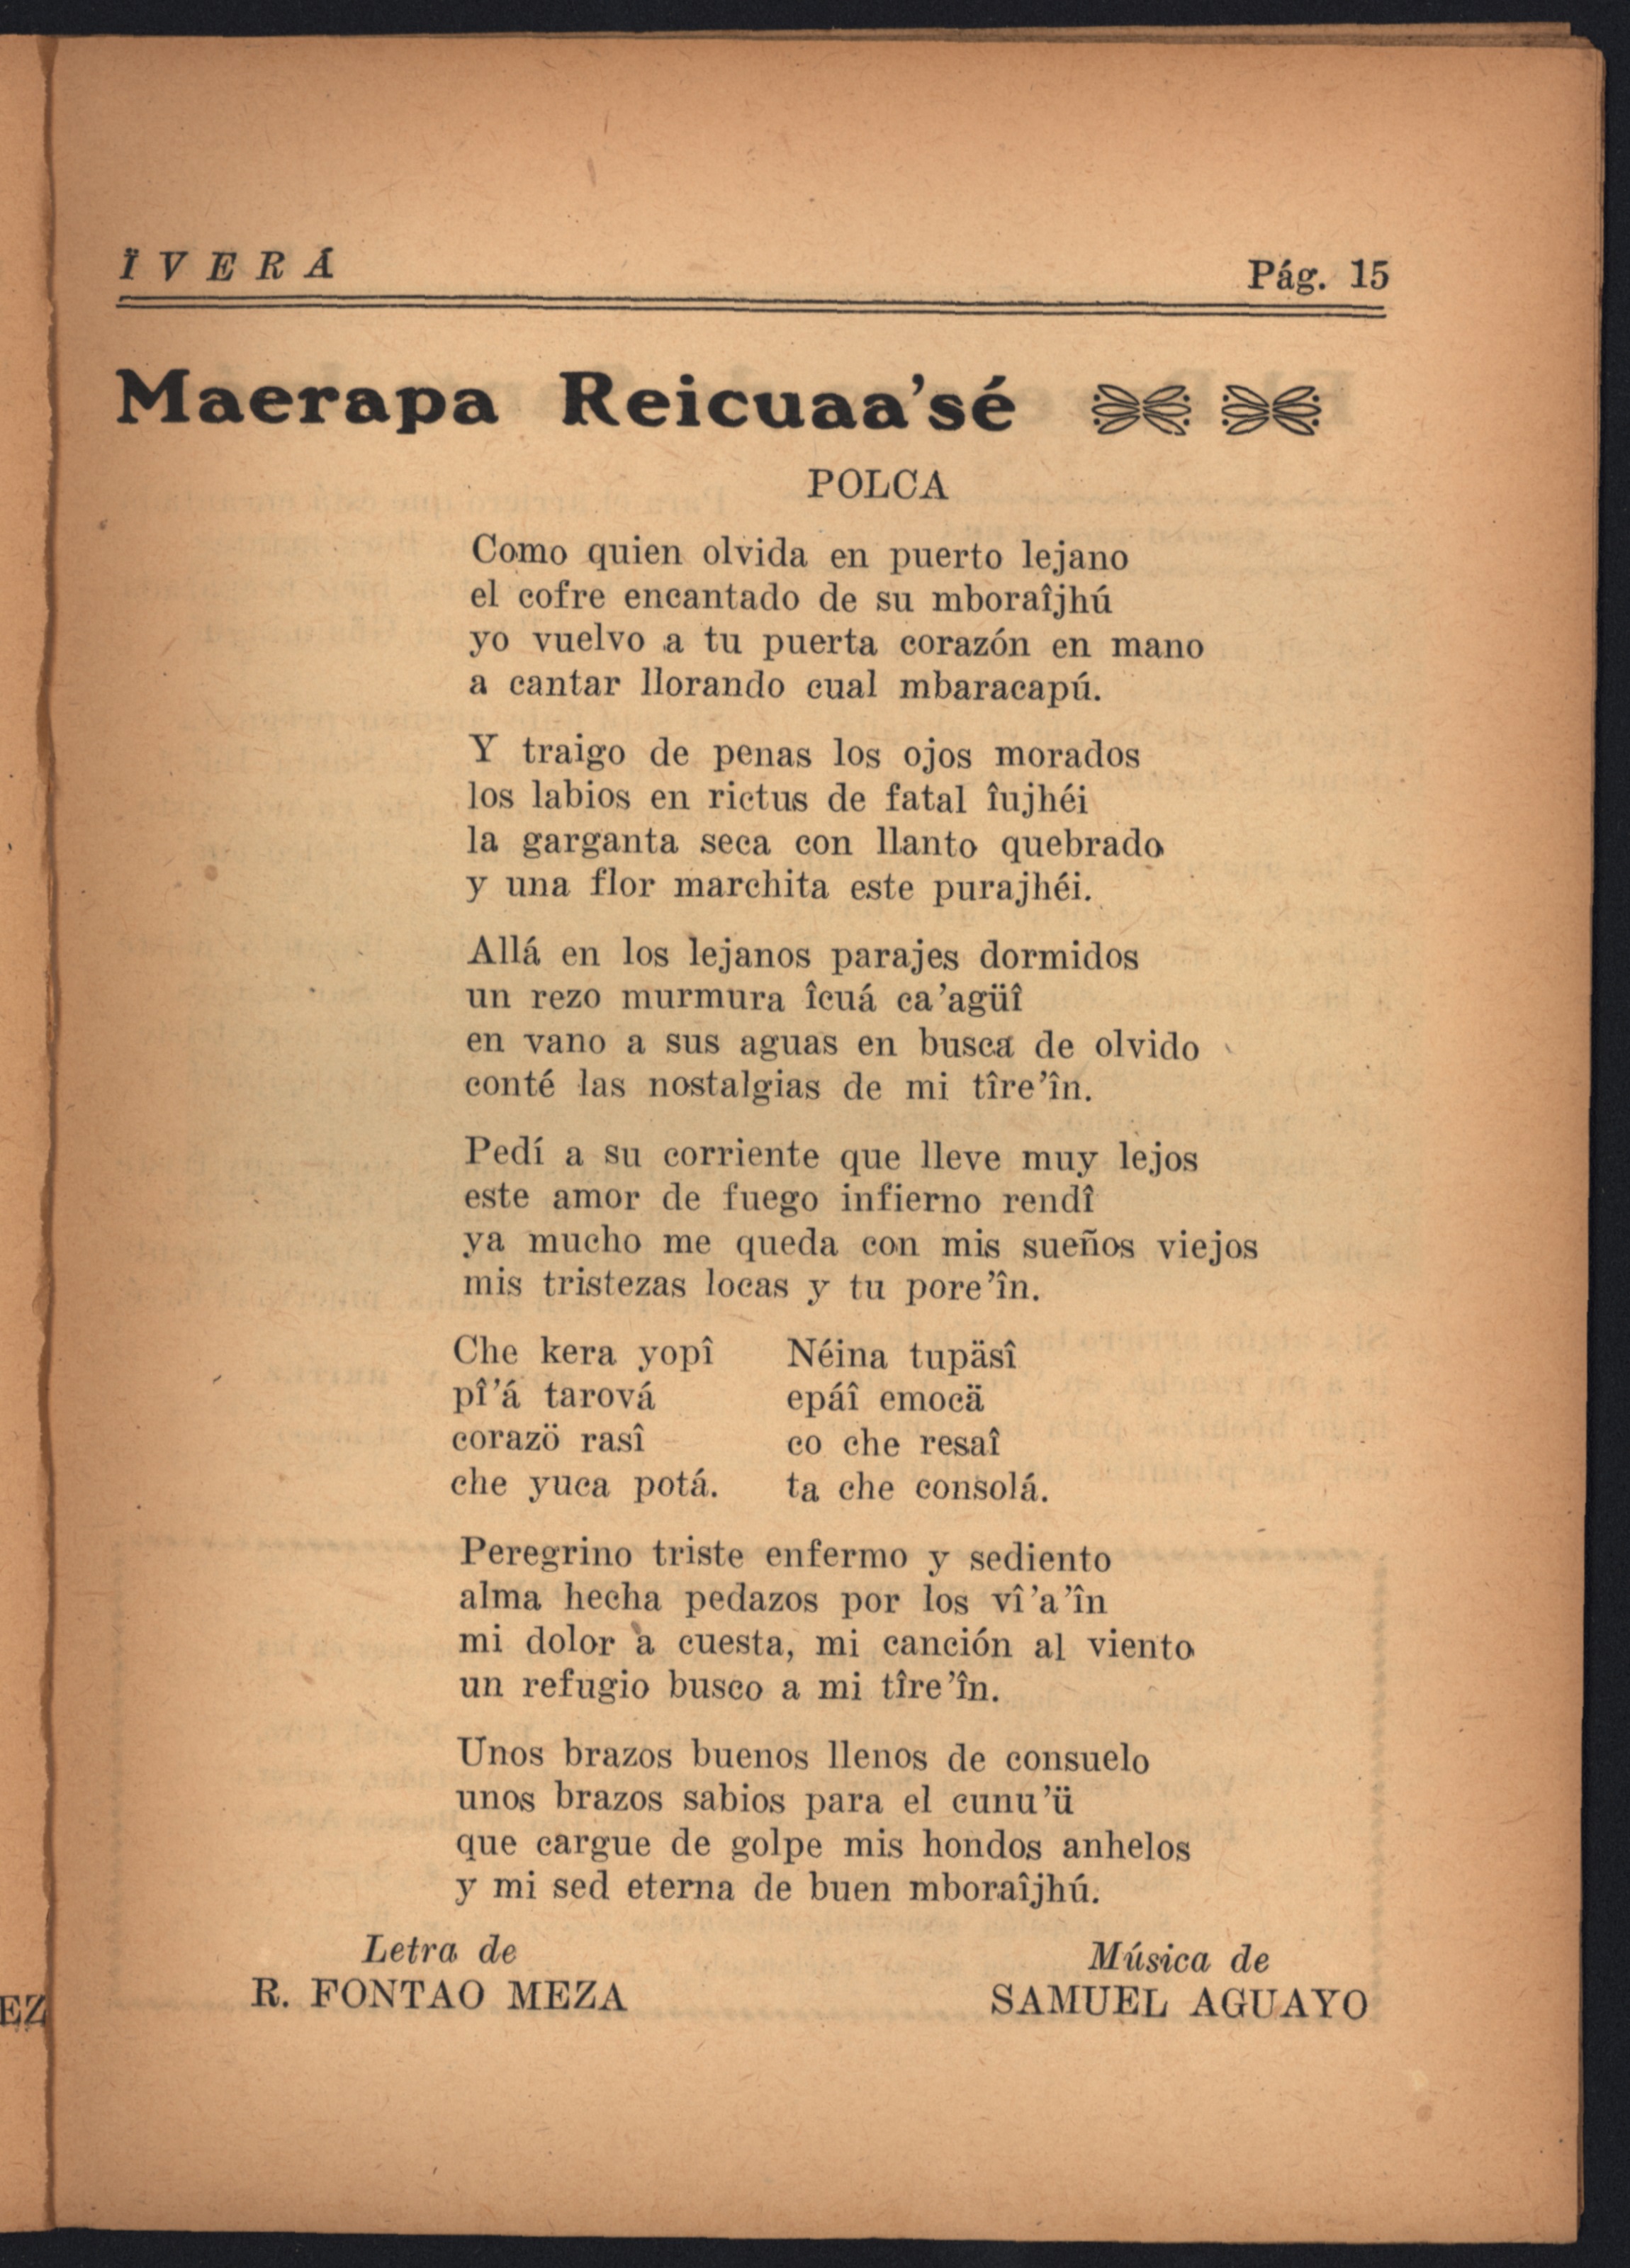 Ï V E R Á
Pág. 15
Maerapa Reicuaa'sé
POLCA
Como quien olvida en puerto lejano
el cofre encantado de su mboraîjhú
yo vuelvo a tu puerta corazón en mano
a cantar llorando cual mbaracapú.
Y traigo de penas los ojos morados
los labios en rictus de fatal îujhéi
la garganta seca con llanto quebrado
y una flor marchita este purajhéi.
Allá en los lejanos parajes dormidos
un rezo murmura îcuá ca'agüî
en vano a sus aguas en busca de olvido
conté las nostalgias de mi tîre'în.
Pedí a su corriente que lleve muy lejos
este amor de fuego infierno rendî
ya mucho me queda con mis sueños viejos
mis tristezas locas y tu pore'în.
Che kera yopî
pî'á tarová
corazö rasî
che yuca potá.
Néina tupäsî
epáî emocä
co che resaî
ta che consolá.
Peregrino triste enfermo y sediento
alma hecha pedazos por los vî'a'în
mi dolor a cuesta, mi canción al viento
un refugio busco a mi tîre'în.
Unos brazos buenos llenos de consuelo
unos brazos sabios para el cunu'ü
que cargue de golpe mis hondos anhelos
y mi sed eterna de buen mboraîjhú.
Letra de
R. FONTAO MEZA
Música de
SAMUEL AGUAYO
EZ